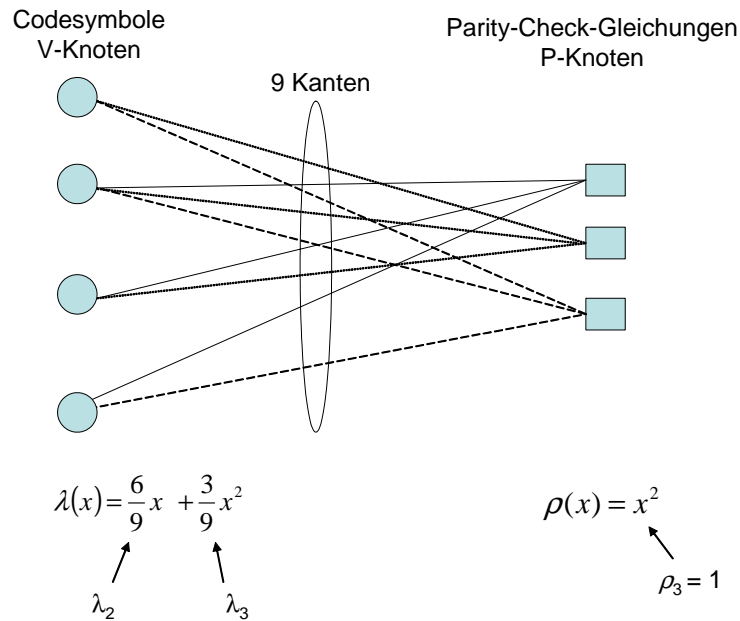 Codesymbole
V-Knoten
Parity-Check-Gleichungen
P-Knoten
9 Kanten
λ(x) = 6/9 x + 3/9 x²
ρ(x) = x²
λ₂
λ₃
ρ₃ = 1